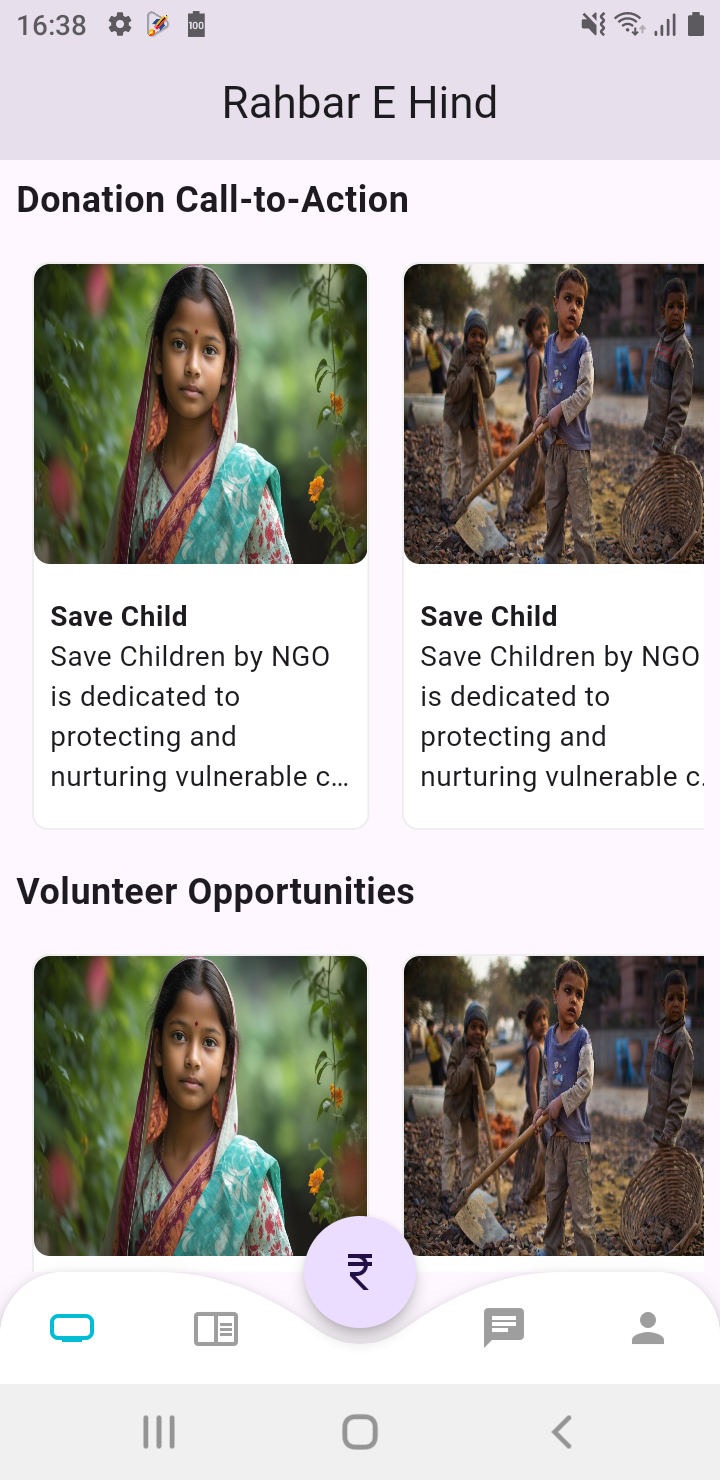 16:38
100
Rahbar E Hind
Donation Call-to-Action
Save Child
Save Children by NGO
is dedicated to
protecting and
nurturing vulnerable c...
Save Child
Save Children by NGO
is dedicated to
protecting and
nurturing vulnerable c.
Volunteer Opportunities
₹